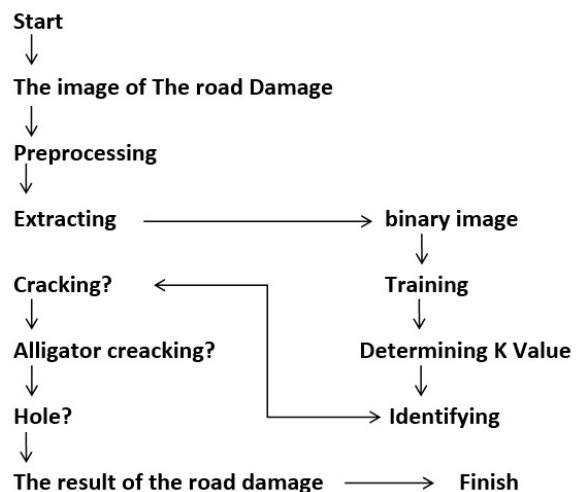 Start
The image of The road Damage
Preprocessing
Extracting
binary image
Training
Determining K Value
Identifying
Cracking?
Alligator creacking?
Hole?
The result of the road damage
Finish